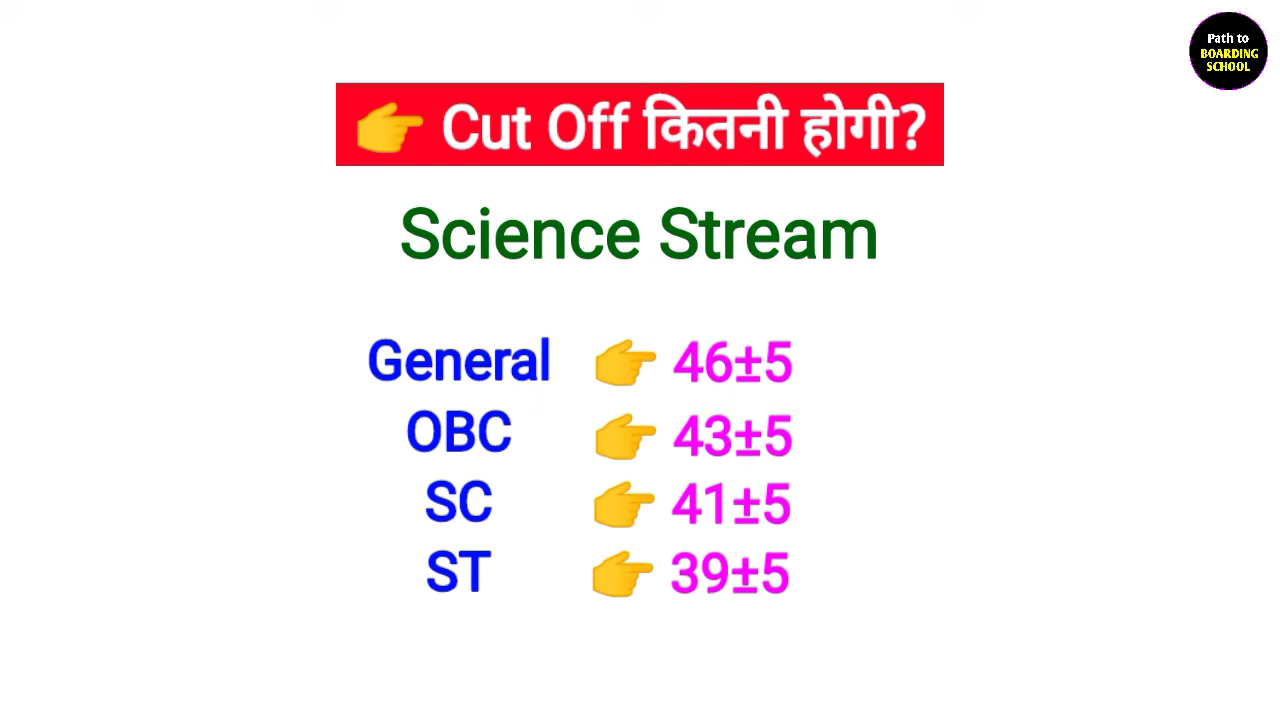 Path to
BOARDING
SCHOOL
👉 Cut Off कितनी होगी?
Science Stream
General 👉 46±5
OBC 👉 43±5
SC 👉 41±5
ST 👉 39±5